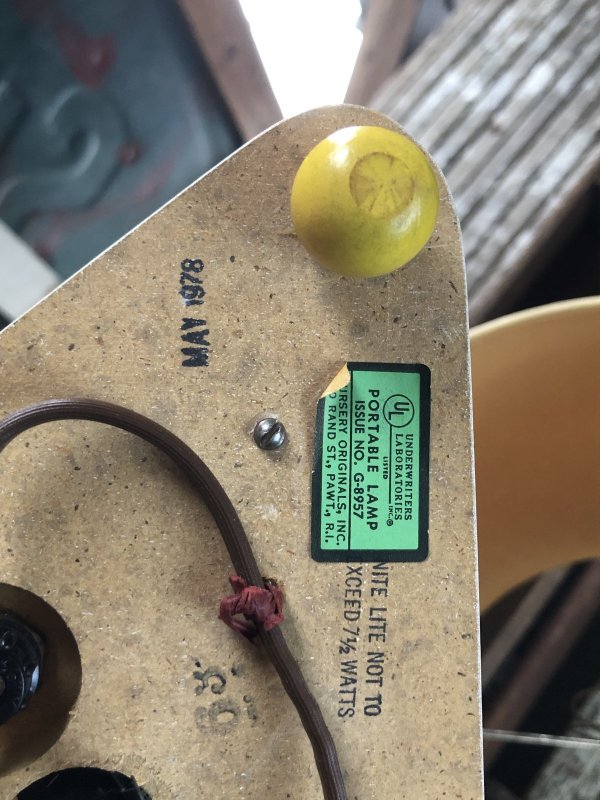 MAY 1978
UL
UNDERWRITERS
LABORATORIES
INC.®
LISTED
PORTABLE LAMP
ISSUE NO. G-8957
URSERY ORIGINALS, INC.
RAND ST., PAWT., R.I.
NITE LITE NOT TO
XCEED 7½ WATTS